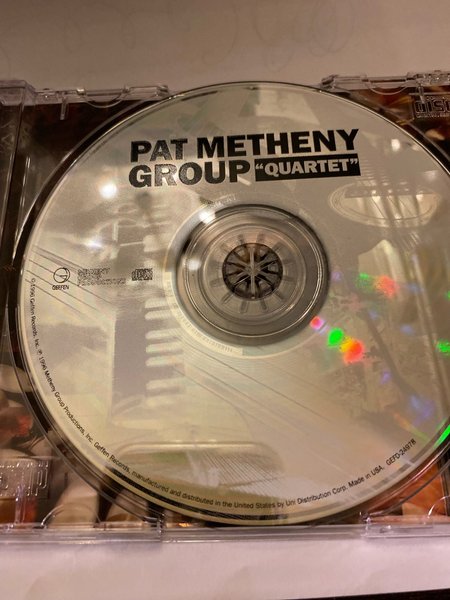 PAT METHENY
GROUP "QUARTET"
GEFFEN
©1996 Geffen Records, Inc. ℗ 1996 Metheny Group Productions, Inc. Geffen Records, manufactured and distributed in the United States by Uni Distribution Corp. Made in USA. GEFD-24978